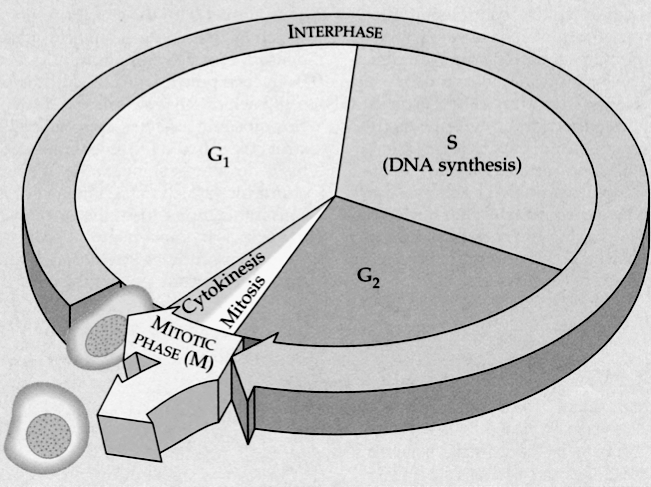 INTERPHASE
G₁
S
(DNA synthesis)
G₂
Cytokinesis
Mitosis
MITOTIC
PHASE (M)